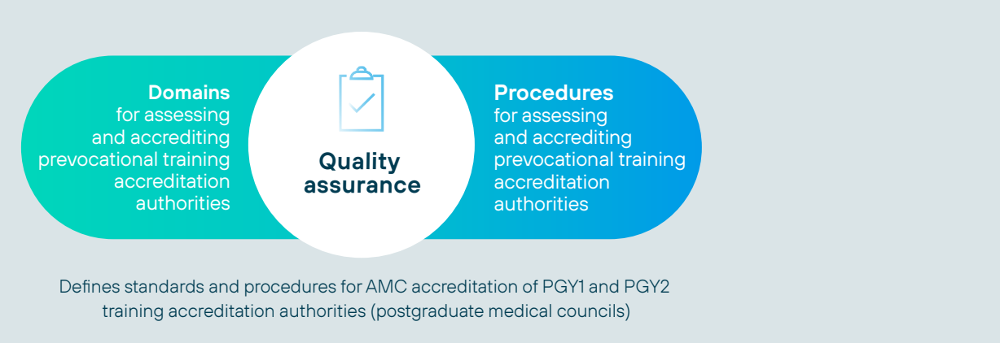 Domains
for assessing
and accrediting
prevocational training
accreditation
authorities
Quality
assurance
Procedures
for assessing
and accrediting
prevocational training
accreditation
authorities
Defines standards and procedures for AMC accreditation of PGY1 and PGY2
training accreditation authorities (postgraduate medical councils)